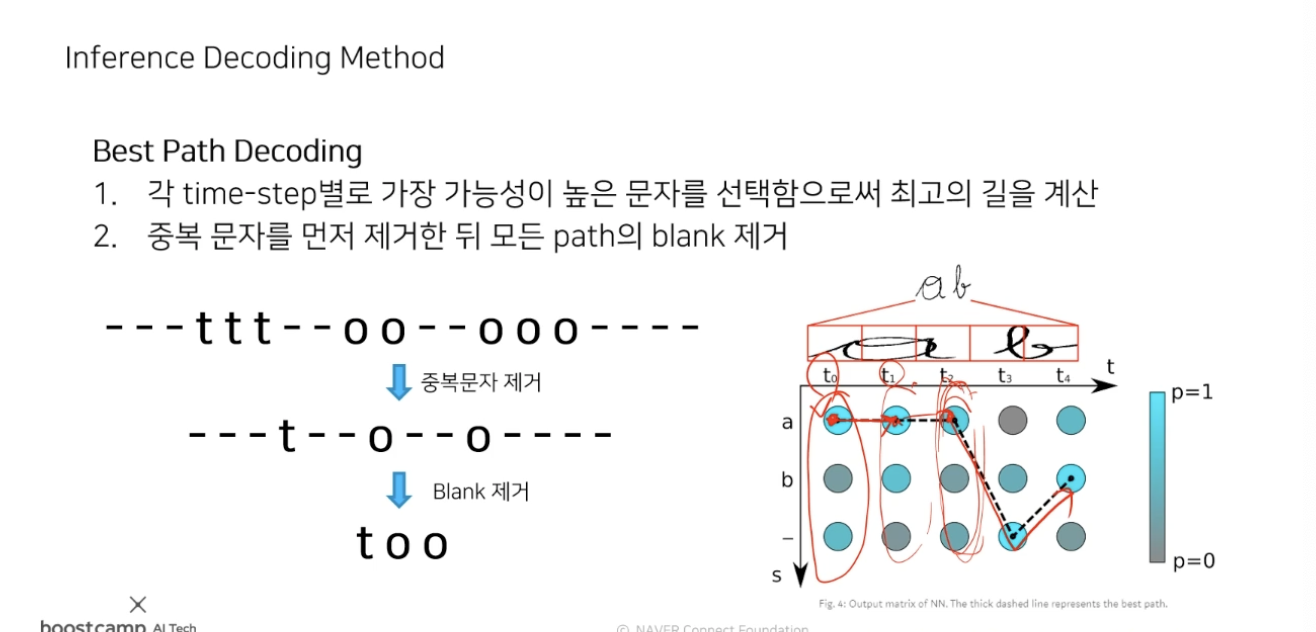 Inference Decoding Method
Best Path Decoding
1. 각 time-step별로 가장 가능성이 높은 문자를 선택함으로써 최고의 길을 계산
2. 중복 문자를 먼저 제거한 뒤 모든 path의 blank 제거
---ttt--oo--ooo----
중복문자 제거
---t--o--o----
Blank 제거
too
ab
t₀ t₁ t₂ t₃ t₄ t
a
b
–
s
p=1
p=0
Fig. 4: Output matrix of NN. The thick dashed line represents the best path.
boostcamp AI Tech
© NAVER Connect Foundation